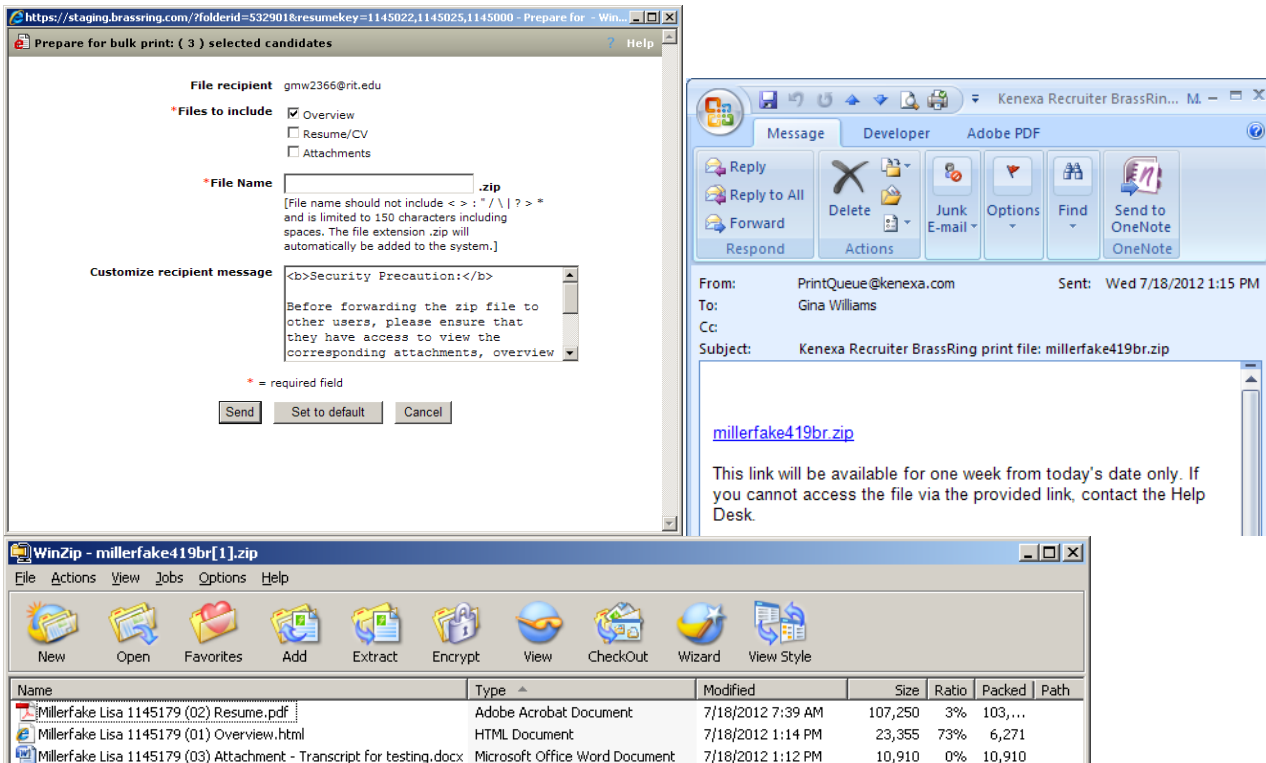 https://staging.brassring.com/?folderid=532901&resumekey=1145022,1145025,1145000 - Prepare for - Win...
Prepare for bulk print: ( 3 ) selected candidates
? Help
File recipient gmw2366@rit.edu
*Files to include Overview
Resume/CV
Attachments
*File Name .zip
[File name should not include < > : " / \ | ? > *
and is limited to 150 characters including
spaces. The file extension .zip will
automatically be added to the system.]
Customize recipient message <b>Security Precaution:</b>
Before forwarding the zip file to
other users, please ensure that
they have access to view the
corresponding attachments, overview
* = required field
Send Set to default Cancel
Kenexa Recruiter BrassRin... M.
Message Developer Adobe PDF
Reply
Reply to All
Forward
Respond
Delete
Actions
Junk
E-mail
Options
Find
Send to
OneNote
OneNote
From: PrintQueue@kenexa.com Sent: Wed 7/18/2012 1:15 PM
To: Gina Williams
Cc:
Subject: Kenexa Recruiter BrassRing print file: millerfake419br.zip
millerfake419br.zip
This link will be available for one week from today's date only. If
you cannot access the file via the provided link, contact the Help
Desk.
WinZip - millerfake419br[1].zip
File Actions View Jobs Options Help
New Open Favorites Add Extract Encrypt View CheckOut Wizard View Style
Name Type Modified Size Ratio Packed Path
Millerfake Lisa 1145179 (02) Resume.pdf Adobe Acrobat Document 7/18/2012 7:39 AM 107,250 3% 103,...
Millerfake Lisa 1145179 (01) Overview.html HTML Document 7/18/2012 1:14 PM 23,355 73% 6,271
Millerfake Lisa 1145179 (03) Attachment - Transcript for testing.docx Microsoft Office Word Document 7/18/2012 1:12 PM 10,910 0% 10,910